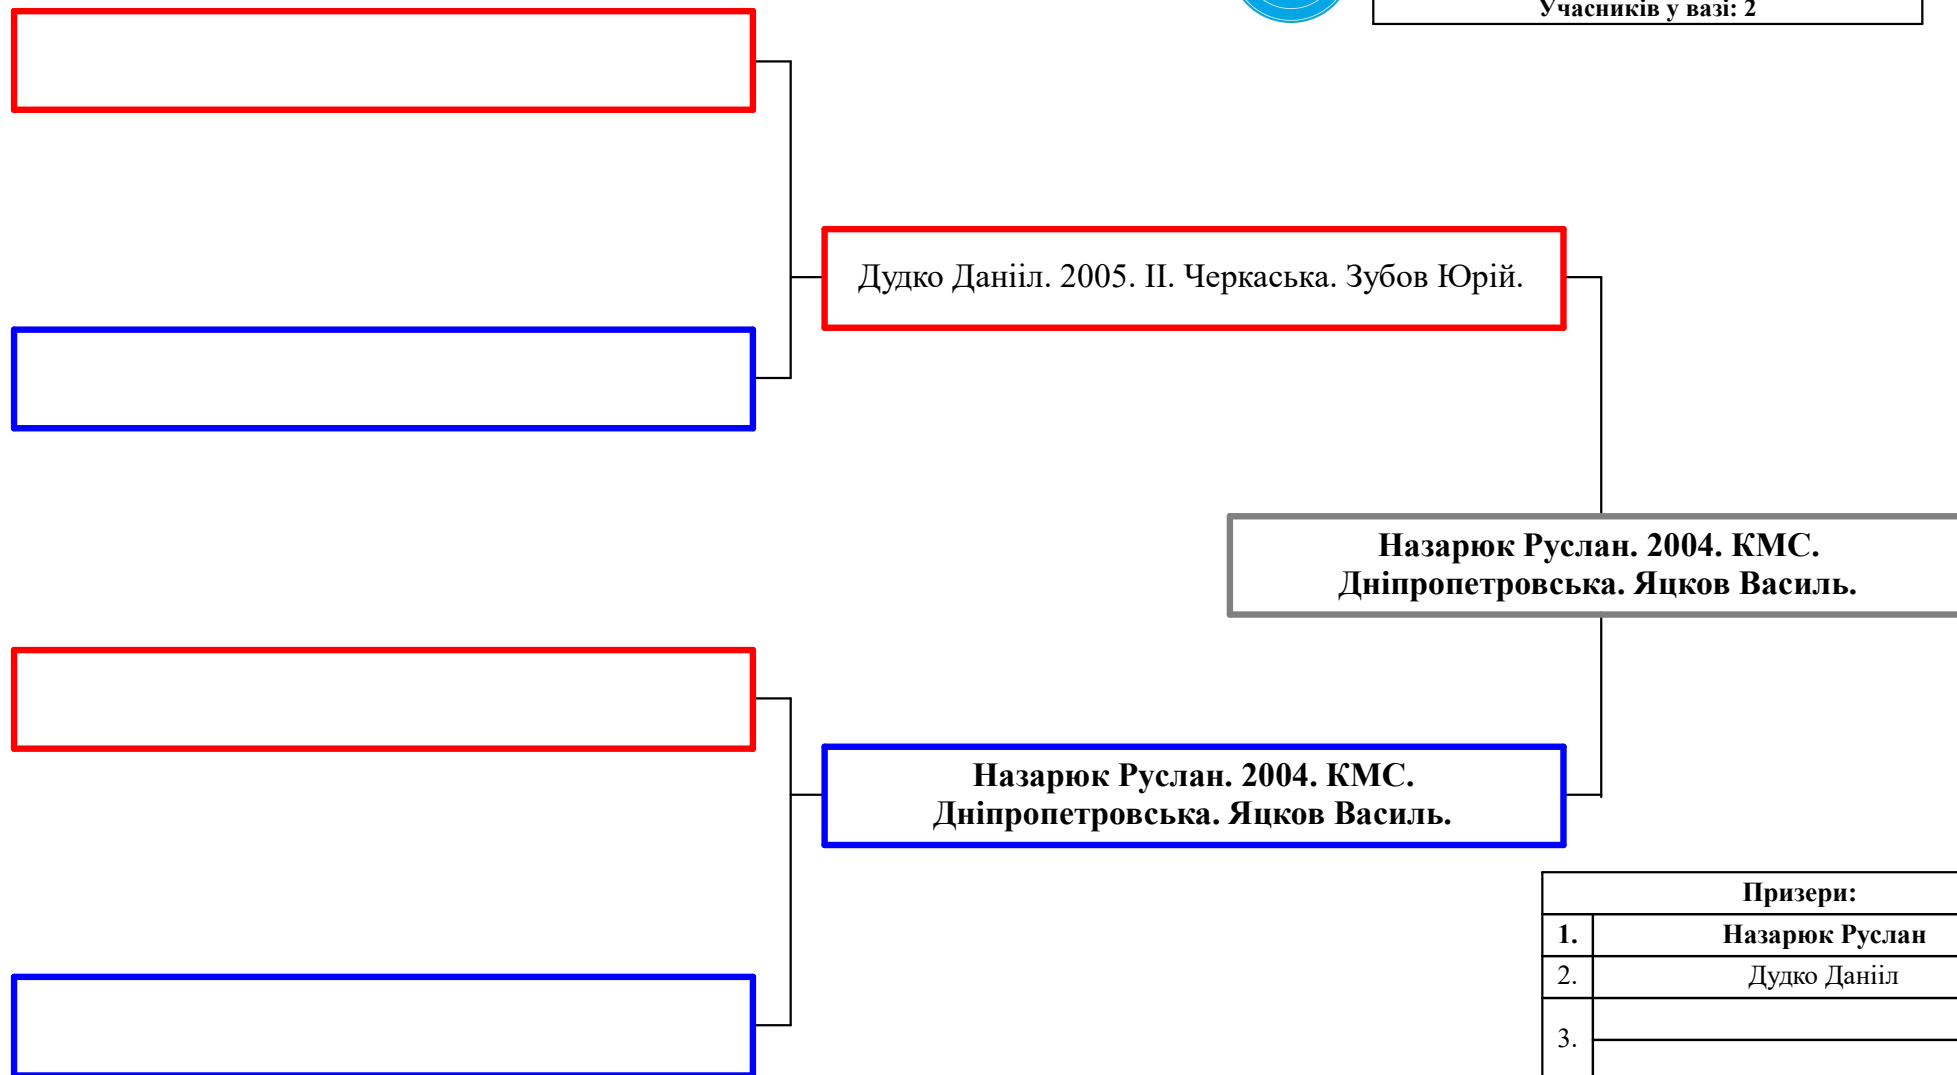 Учасників у вазі: 2
Дудко Данііл. 2005. II. Черкаська. Зубов Юрій.
Назарюк Руслан. 2004. КМС.
Дніпропетровська. Яцков Василь.
Назарюк Руслан. 2004. КМС.
Дніпропетровська. Яцков Василь.
Призери:
1. Назарюк Руслан
2. Дудко Данііл
3.